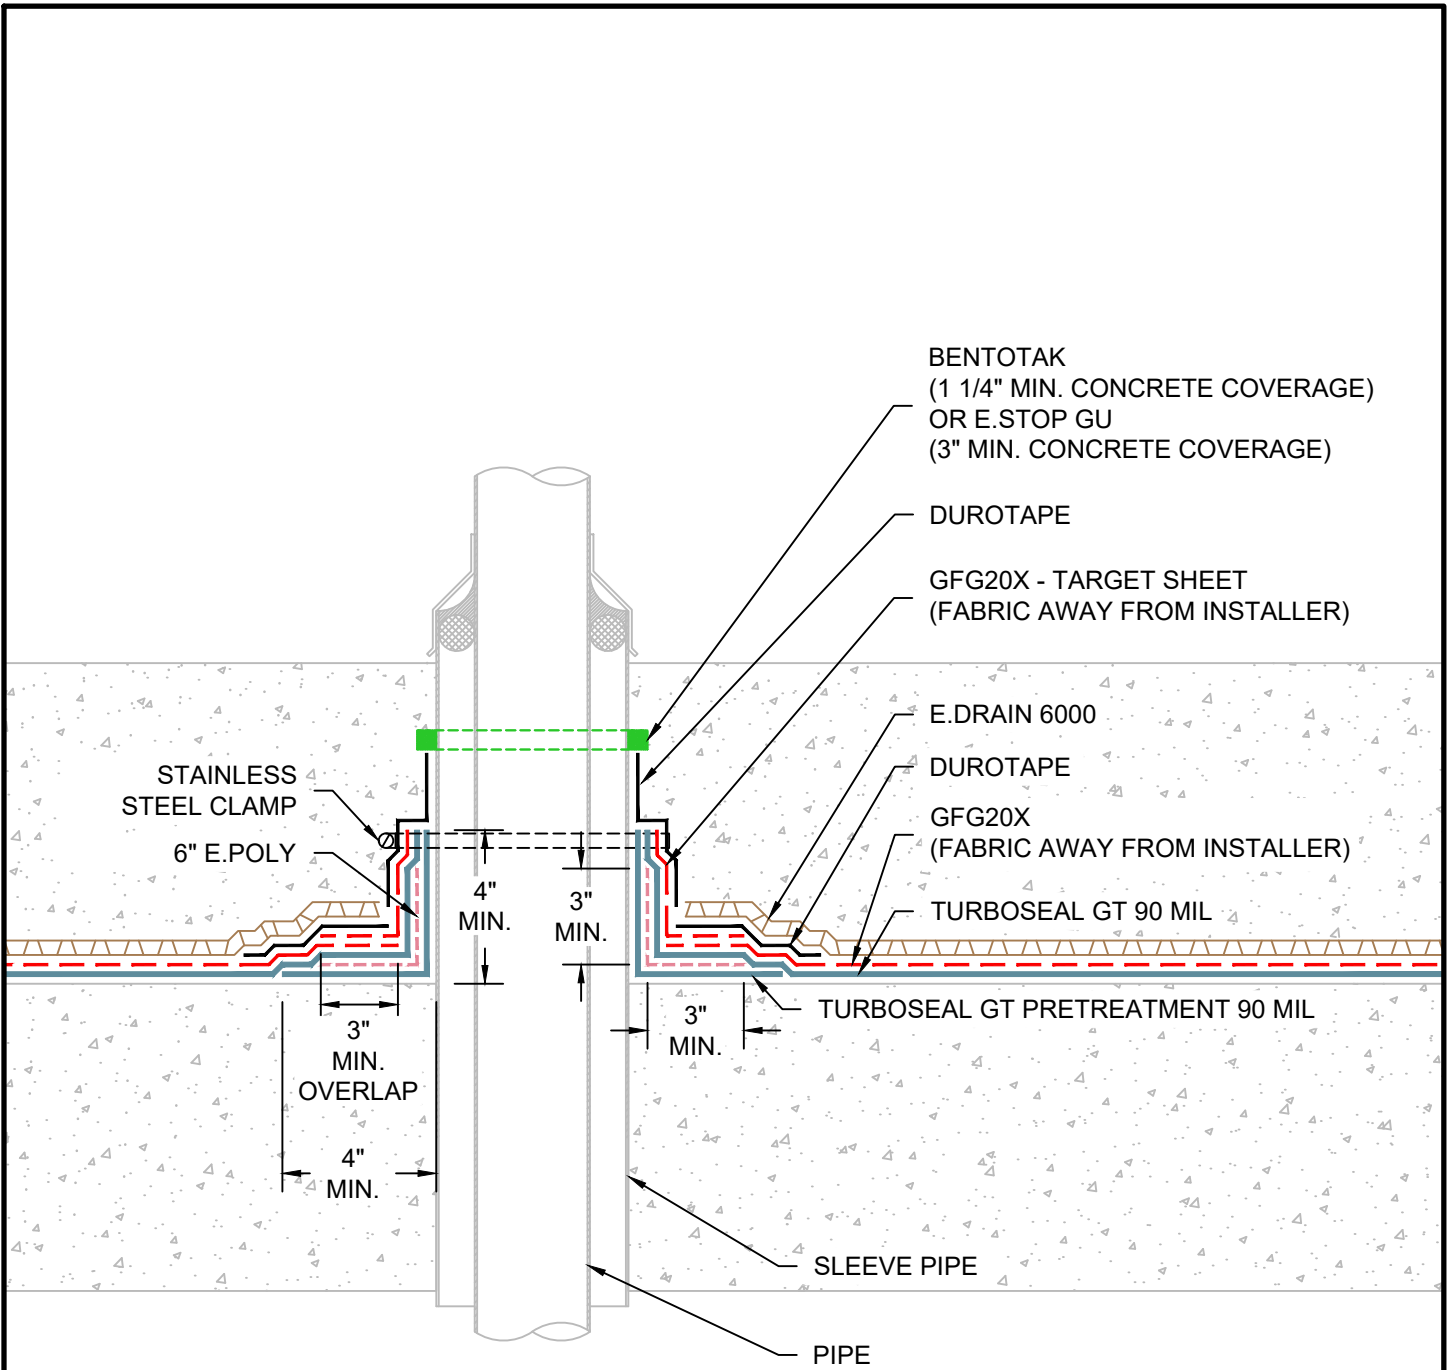 BENTOTAK
(1 1/4" MIN. CONCRETE COVERAGE)
OR E.STOP GU
(3" MIN. CONCRETE COVERAGE)
DUROTAPE
GFG20X - TARGET SHEET
(FABRIC AWAY FROM INSTALLER)
E.DRAIN 6000
DUROTAPE
GFG20X
(FABRIC AWAY FROM INSTALLER)
TURBOSEAL GT 90 MIL
TURBOSEAL GT PRETREATMENT 90 MIL
STAINLESS
STEEL CLAMP
6" E.POLY
4"
MIN.
3"
MIN.
3"
MIN.
OVERLAP
3"
MIN.
4"
MIN.
SLEEVE PIPE
PIPE